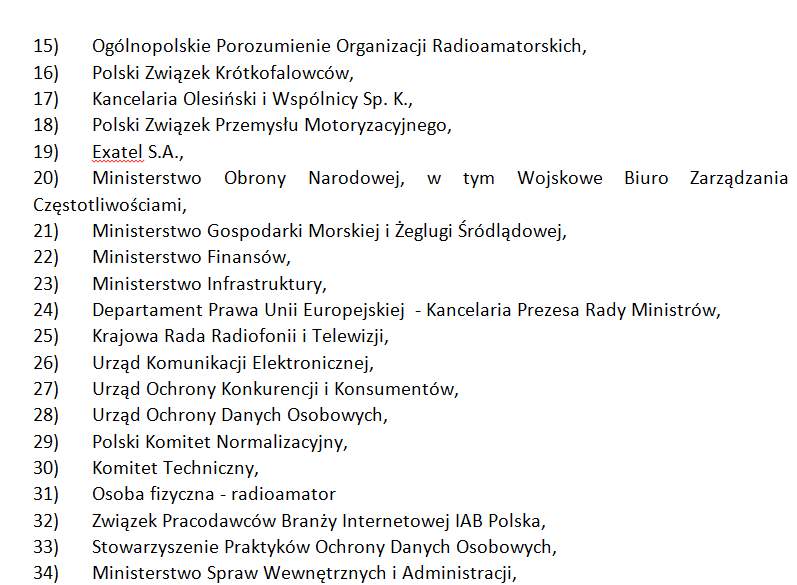 15) Ogólnopolskie Porozumienie Organizacji Radioamatorskich,
16) Polski Związek Krótkofalowców,
17) Kancelaria Olesiński i Wspólnicy Sp. K.,
18) Polski Związek Przemysłu Motoryzacyjnego,
19) Exatel S.A.,
20) Ministerstwo Obrony Narodowej, w tym Wojskowe Biuro Zarządzania
Częstotliwościami,
21) Ministerstwo Gospodarki Morskiej i Żeglugi Śródlądowej,
22) Ministerstwo Finansów,
23) Ministerstwo Infrastruktury,
24) Departament Prawa Unii Europejskiej  - Kancelaria Prezesa Rady Ministrów,
25) Krajowa Rada Radiofonii i Telewizji,
26) Urząd Komunikacji Elektronicznej,
27) Urząd Ochrony Konkurencji i Konsumentów,
28) Urząd Ochrony Danych Osobowych,
29) Polski Komitet Normalizacyjny,
30) Komitet Techniczny,
31) Osoba fizyczna - radioamator
32) Związek Pracodawców Branży Internetowej IAB Polska,
33) Stowarzyszenie Praktyków Ochrony Danych Osobowych,
34) Ministerstwo Spraw Wewnętrznych i Administracji,